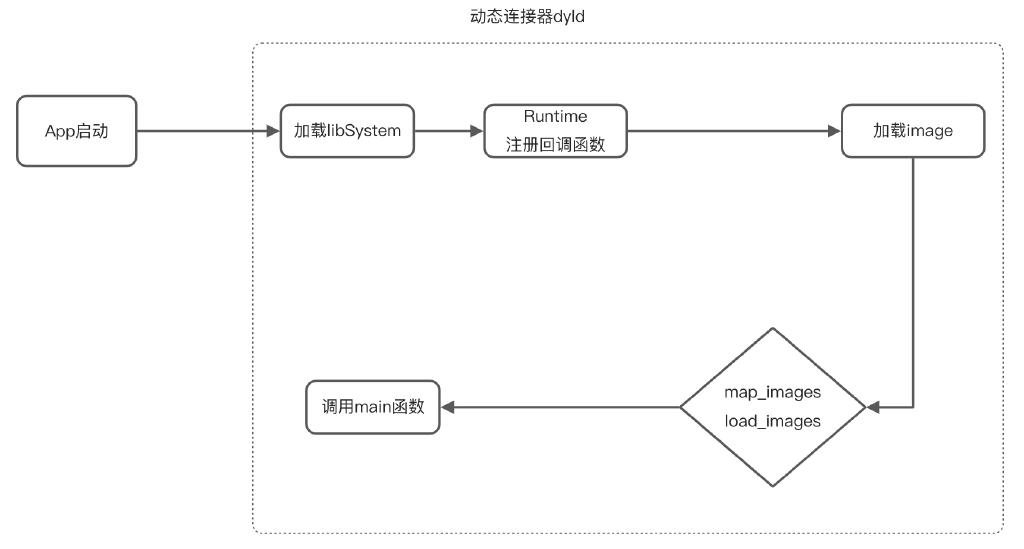 动态连接器dyld
App启动
加载libSystem
Runtime
注册回调函数
加载image
map_images
load_images
调用main函数